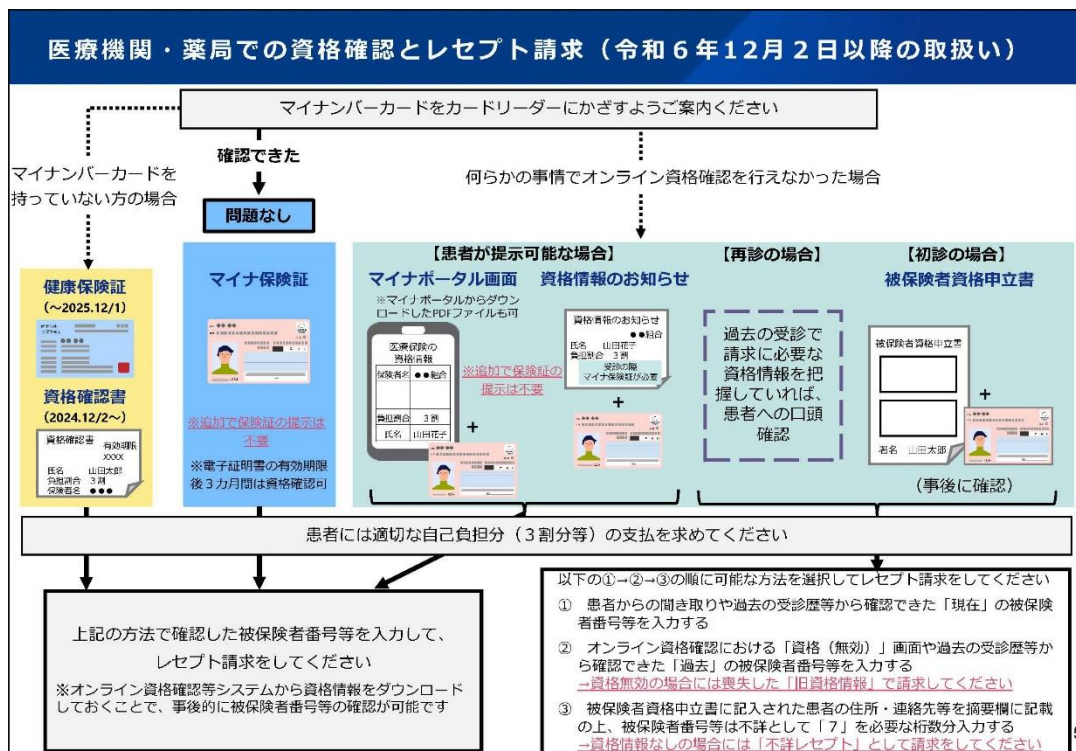 医療機関・薬局での資格確認とレセプト請求（令和６年12月２日以降の取扱い）
マイナンバーカードをカードリーダーにかざすようご案内ください
マイナンバーカードを
持っていない方の場合
確認できた
何らかの事情でオンライン資格確認を行えなかった場合
問題なし
健康保険証
（～2025.12/1）
資格確認書
（2024.12/2～）
資格確認書
有効期限
XXXX
氏名　山田太郎
負担割合　３割
保険者名　●●●
マイナ保険証
※追加で保険証の提示は
不要
※電子証明書の有効期限
後３カ月間は資格確認可
【患者が提示可能な場合】
マイナポータル画面
※マイナポータルからダウン
ロードしたPDFファイルも可
医療保険の
資格情報
保険者名　●●組合
負担割合　３割
氏名　山田花子
+
※追加で保険証の
提示は不要
資格情報のお知らせ
資格情報のお知らせ
●●組合
氏名　山田花子
負担割合　３割
受診の際
マイナ保険証が必要
+
【再診の場合】
過去の受診で
請求に必要な
資格情報を把
握していれば、
患者への口頭
確認
【初診の場合】
被保険者資格申立書
被保険者資格申立書
署名　山田太郎
+
（事後に確認）
患者には適切な自己負担分（３割分等）の支払を求めてください
上記の方法で確認した被保険者番号等を入力して、
レセプト請求をしてください
※オンライン資格確認等システムから資格情報をダウンロード
しておくことで、事後的に被保険者番号等の確認が可能です
以下の①→②→③の順に可能な方法を選択してレセプト請求をしてください
①　患者からの聞き取りや過去の受診歴等から確認できた「現在」の被保険
者番号等を入力する
②　オンライン資格確認における「資格（無効）」画面や過去の受診歴等か
ら確認できた「過去」の被保険者番号等を入力する
→資格無効の場合には喪失した「旧資格情報」で請求してください
③　被保険者資格申立書に記入された患者の住所・連絡先等を摘要欄に記載
の上、被保険者番号等は不詳として「７」を必要な桁数分入力する
→資格情報なしの場合には「不詳レセプト」として請求をしてください